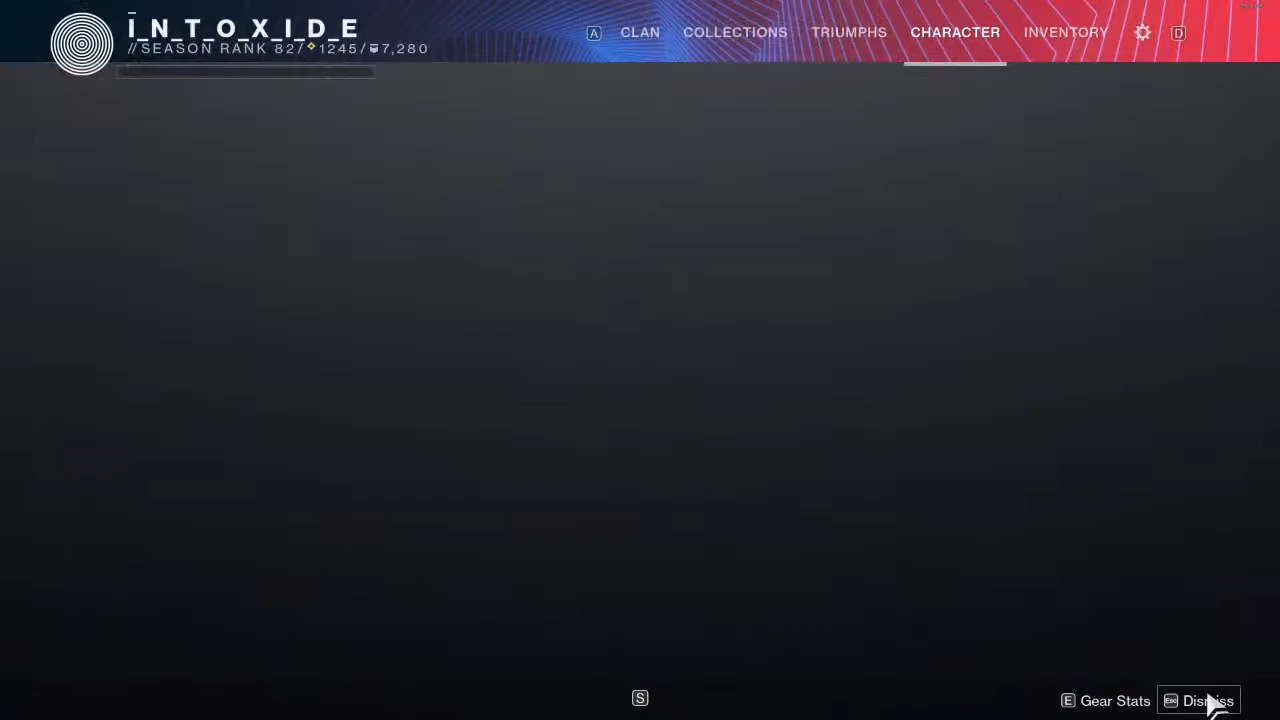 I_N_T_O_X_I_D_E
//SEASON RANK 82/ 1245/ 7,280
A CLAN COLLECTIONS TRIUMPHS CHARACTER INVENTORY D
S
E Gear Stats Esc Dismiss